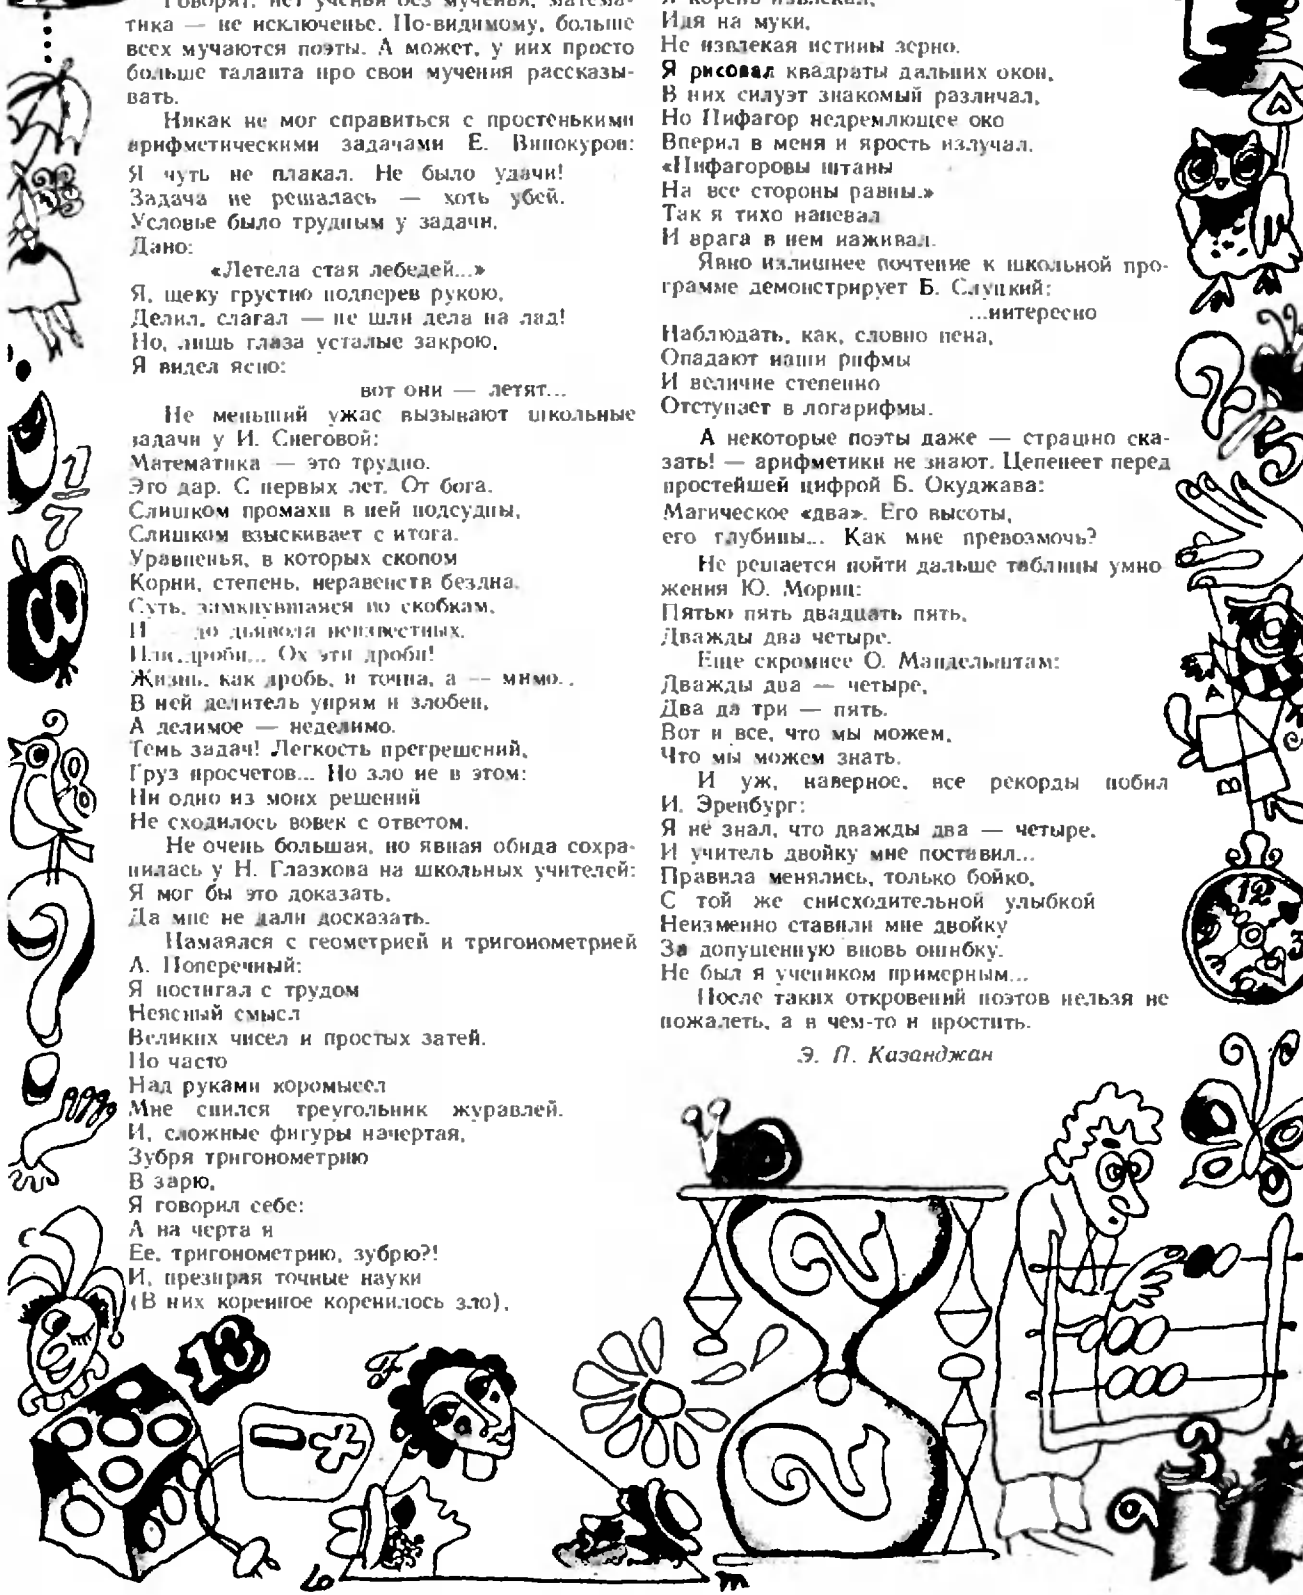 Говорят, нет ученья без мученья, матема-
тика — не исключенье. По-видимому, больше
всех мучаются поэты. А может, у них просто
больше таланта про свои мучения рассказы-
вать.
Никак не мог справиться с простенькими
арифметическими задачами Е. Винокуров:
Я чуть не плакал. Не было удачи!
Задача не решалась — хоть убей.
Условье было трудным у задачи.
Дано:
«Летела стая лебедей...»
Я, щеку грустно подперев рукою,
Делил, слагал — не шли дела на лад!
Но, лишь глаза усталые закрою,
Я видел ясно:
вот они — летят...
Не меньший ужас вызывают школьные
задачи у И. Снеговой:
Математика — это трудно.
Это дар. С первых лет. От бога.
Слишком промахи в ней подсудны,
Слишком взыскивает с итога.
Уравненья, в которых скопом
Корни, степень, неравенств бездна,
Суть, замкнувшаяся по скобкам,
И до дьявола неизвестных.
Или дроби... Ох эти дроби!
Жизнь, как дробь, и точна, а — мимо..
В ней делитель упрям и злобен,
А делимое — неделимо.
Темь задач! Легкость прегрешений,
Груз просчетов... Но зло не в этом:
Ни одно из моих решений
Не сходилось вовек с ответом.
Не очень большая, но явная обида сохра-
нилась у Н. Глазкова на школьных учителей:
Я мог бы это доказать,
Да мне не дали досказать.
Намаялся с геометрией и тригонометрией
А. Поперечный:
Я постигал с трудом
Неясный смысл
Великих чисел и простых затей.
Но часто
Над руками коромысел
Мне снился треугольник журавлей.
И, сложные фигуры начертая,
Зубря тригонометрию
В зарю,
Я говорил себе:
А на черта я
Ее, тригонометрию, зубрю?!
И, презирая точные науки
(В них коренное коренилось зло),
Я корень извлекал,
Идя на муки,
Не извлекая истины зерно.
Я рисовал квадраты дальних окон,
В них силуэт знакомый различал,
Но Пифагор недремлющее око
Вперил в меня и ярость излучал.
«Пифагоровы штаны
На все стороны равны.»
Так я тихо напевал
И врага в нем наживал.
Явно излишнее почтение к школьной про-
грамме демонстрирует Б. Слуцкий:
...интересно
Наблюдать, как, словно пена,
Опадают наши рифмы
И величие степенно
Отступает в логарифмы.
А некоторые поэты даже — страшно ска-
зать! — арифметики не знают. Цепенеет перед
простейшей цифрой Б. Окуджава:
Магическое «два». Его высоты,
его глубины... Как мне превозмочь?
Не решается пойти дальше таблицы умно
жения Ю. Мориц:
Пятью пять двадцать пять,
Дважды два четыре.
Еще скромнее О. Мандельштам:
Дважды два — четыре,
Два да три — пять.
Вот и все, что мы можем,
Что мы можем знать.
И уж, наверное, все рекорды побил
И. Эренбург:
Я не знал, что дважды два — четыре,
И учитель двойку мне поставил...
Правила менялись, только бойко,
С той же снисходительной улыбкой
Неизменно ставили мне двойку
За допущенную вновь ошибку.
Не был я учеником примерным...
После таких откровений поэтов нельзя не
пожалеть, а в чем-то и простить.
Э. П. Казанджан
2
5
A
B
12
3
13
F
3